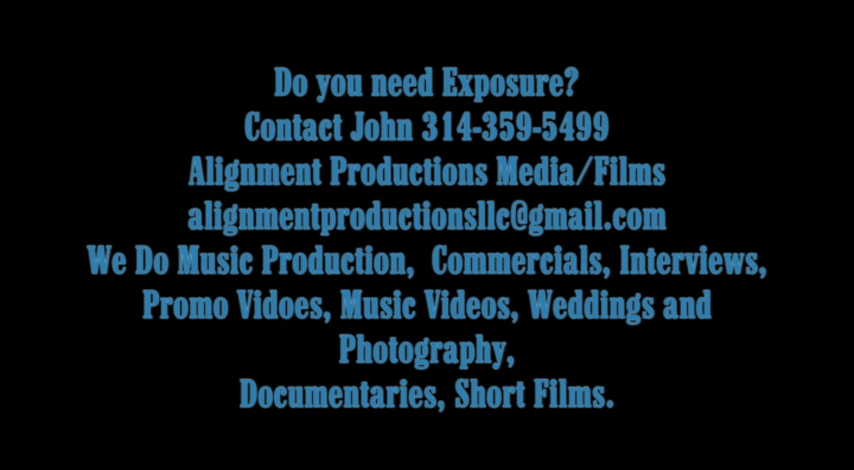 Do you need Exposure?
Contact John 314-359-5499
Alignment Productions Media/Films
alignmentproductionsllc@gmail.com
We Do Music Production,  Commercials, Interviews,
Promo Vidoes, Music Videos, Weddings and
Photography,
Documentaries, Short Films.